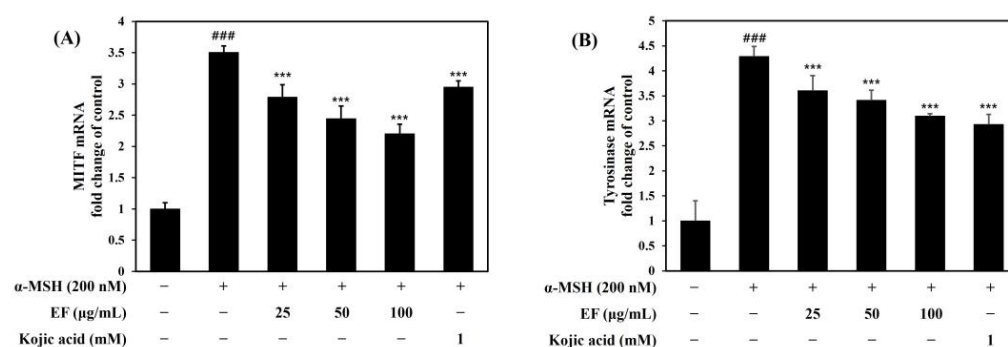 (A)
MITF mRNA
fold change of control
4
3.5
3
2.5
2
1.5
1
0.5
0
###
***
***
***
***
α-MSH (200 nM) – + + + + +
EF (μg/mL) – – 25 50 100 –
Kojic acid (mM) – – – – – 1
(B)
Tyrosinase mRNA
fold change of control
5
4.5
4
3.5
3
2.5
2
1.5
1
0.5
0
###
***
***
***
***
α-MSH (200 nM) – + + + + +
EF (μg/mL) – – 25 50 100 –
Kojic acid (mM) – – – – – 1